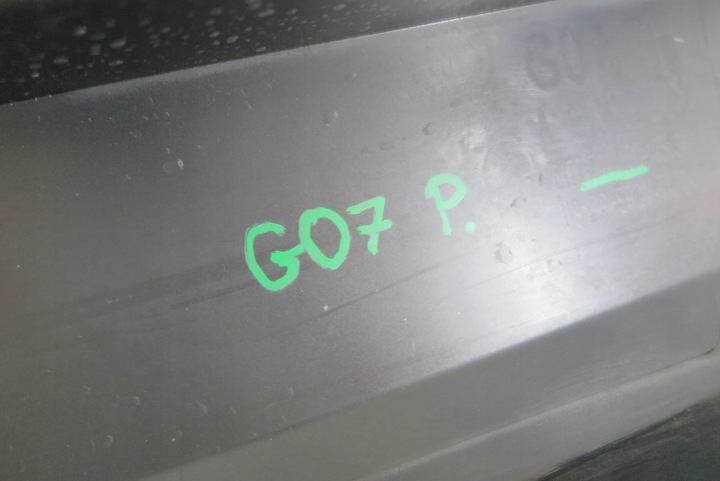 G07 P. —